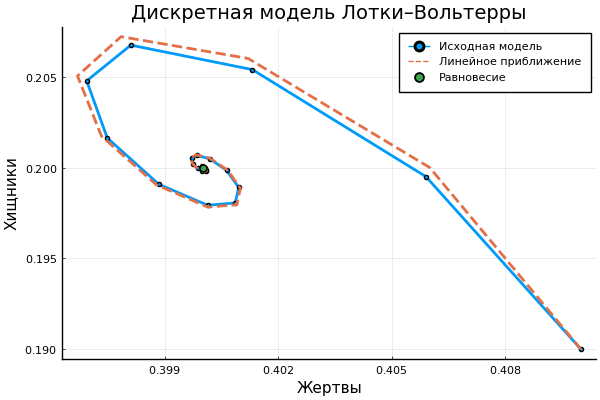 Дискретная модель Лотки–Вольтерры
Исходная модель
Линейное приближение
Равновесие
Хищники
0.205
0.200
0.195
0.190
0.399 0.402 0.405 0.408
Жертвы